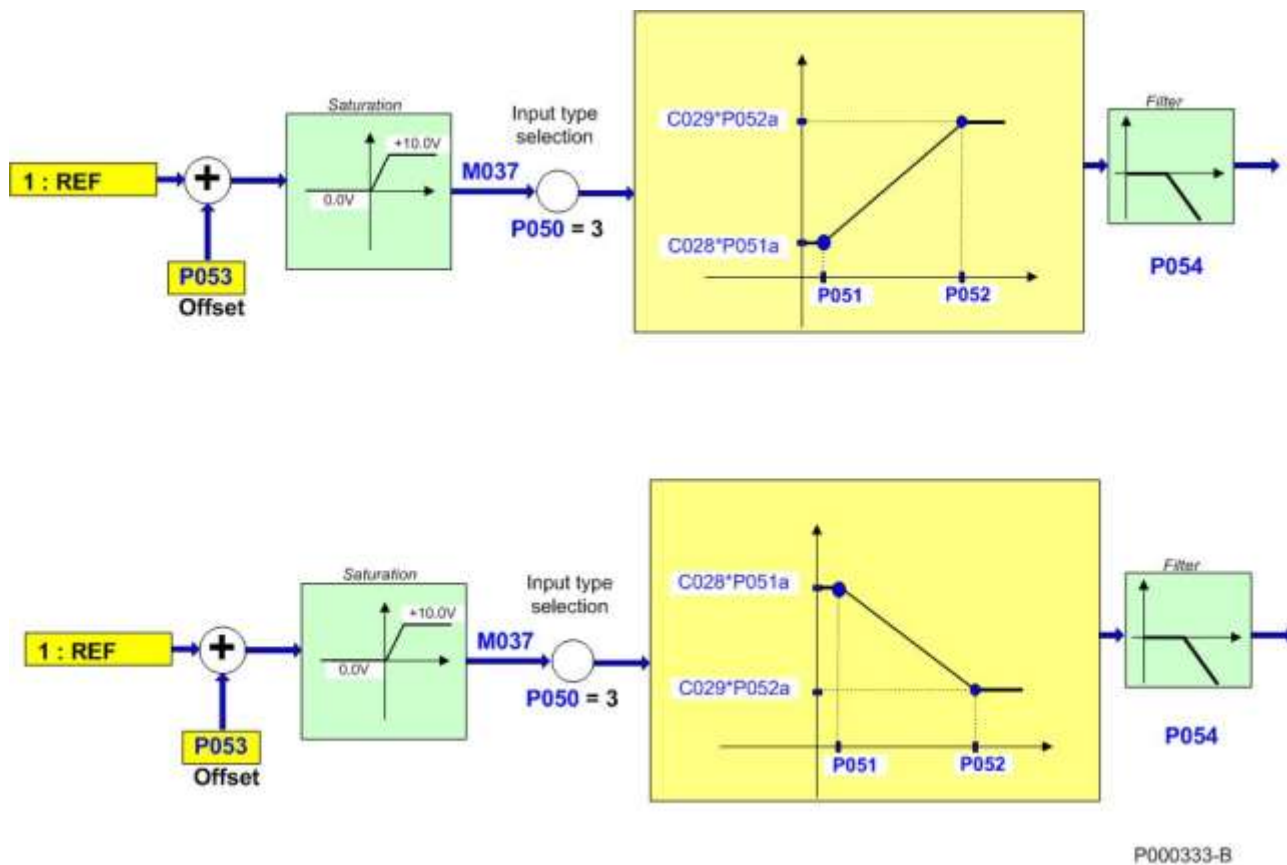 Saturation
Input type
selection
Filter
1 : REF
+
+10.0V
0.0V
M037
P050 = 3
C029*P052a
C028*P051a
P051
P052
P054
P053
Offset
Saturation
Input type
selection
Filter
1 : REF
+
+10.0V
0.0V
M037
P050 = 3
C028*P051a
C029*P052a
P051
P052
P054
P053
Offset
P000333-B